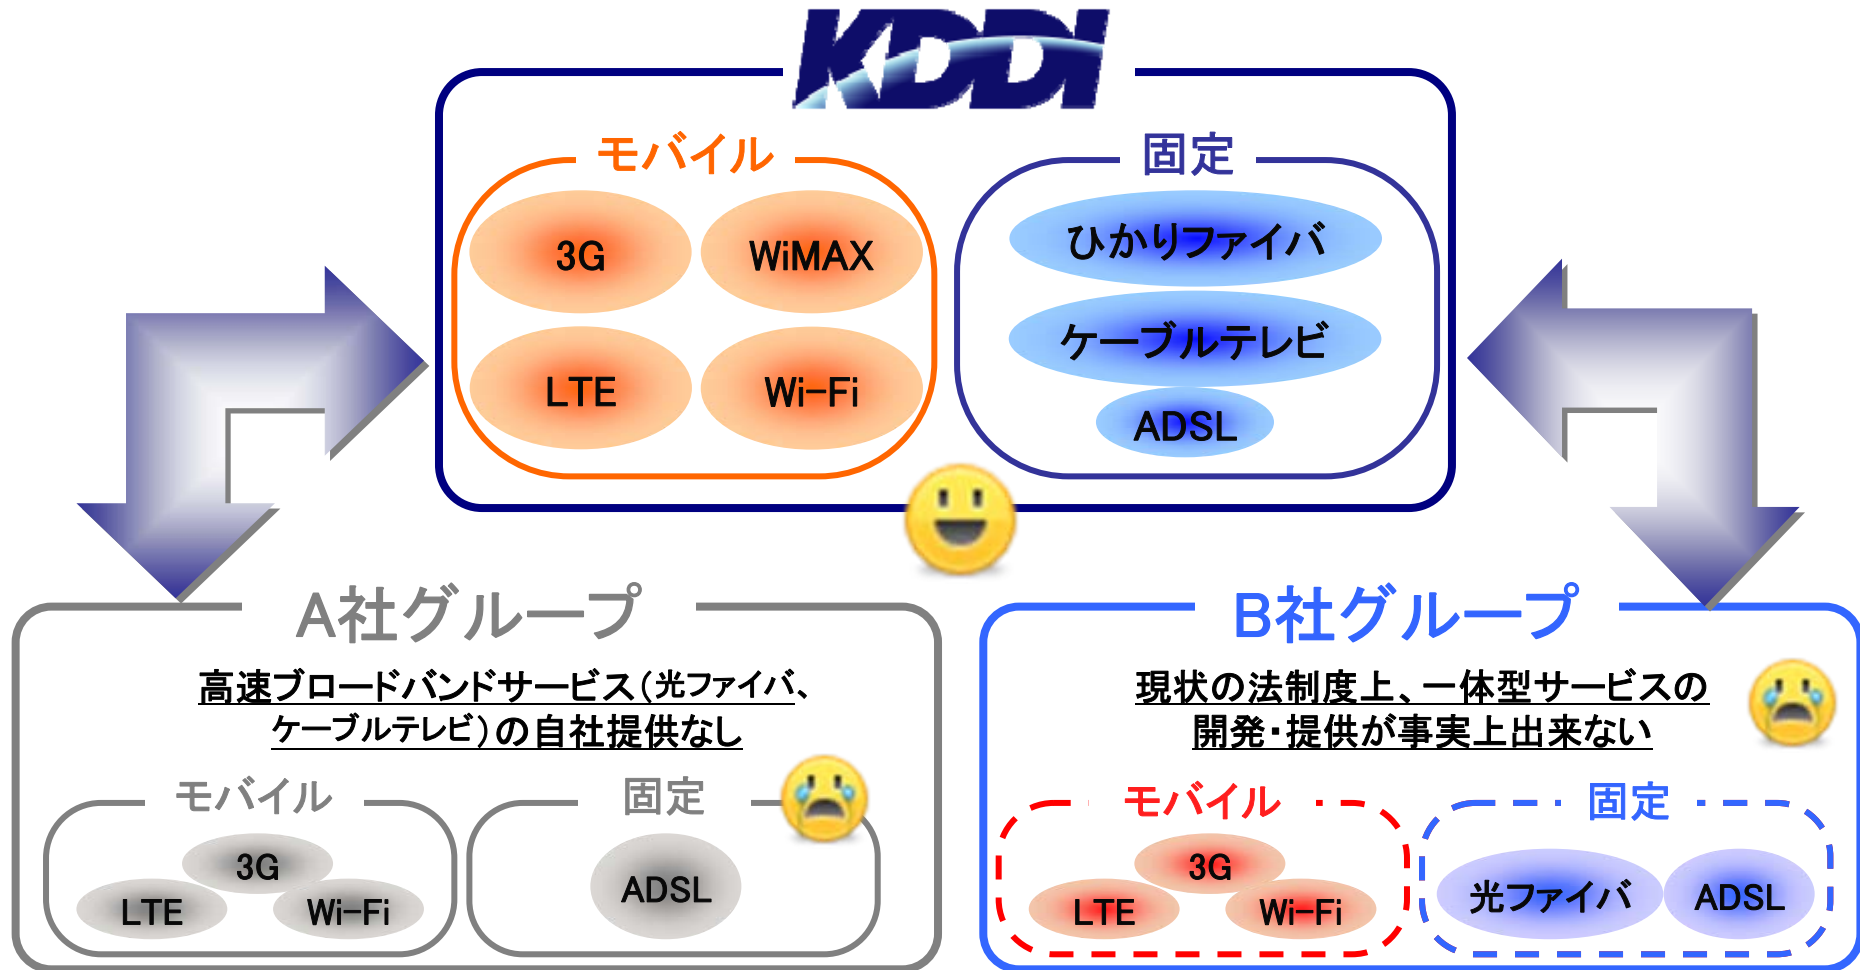 KDDI
モバイル
固定
3G
WiMAX
LTE
Wi-Fi
ひかりファイバ
ケーブルテレビ
ADSL
A社グループ
高速ブロードバンドサービス(光ファイバ、
ケーブルテレビ)の自社提供なし
モバイル
3G
LTE
Wi-Fi
固定
ADSL
B社グループ
現状の法制度上、一体型サービスの
開発・提供が事実上出来ない
モバイル
3G
LTE
Wi-Fi
固定
光ファイバ
ADSL